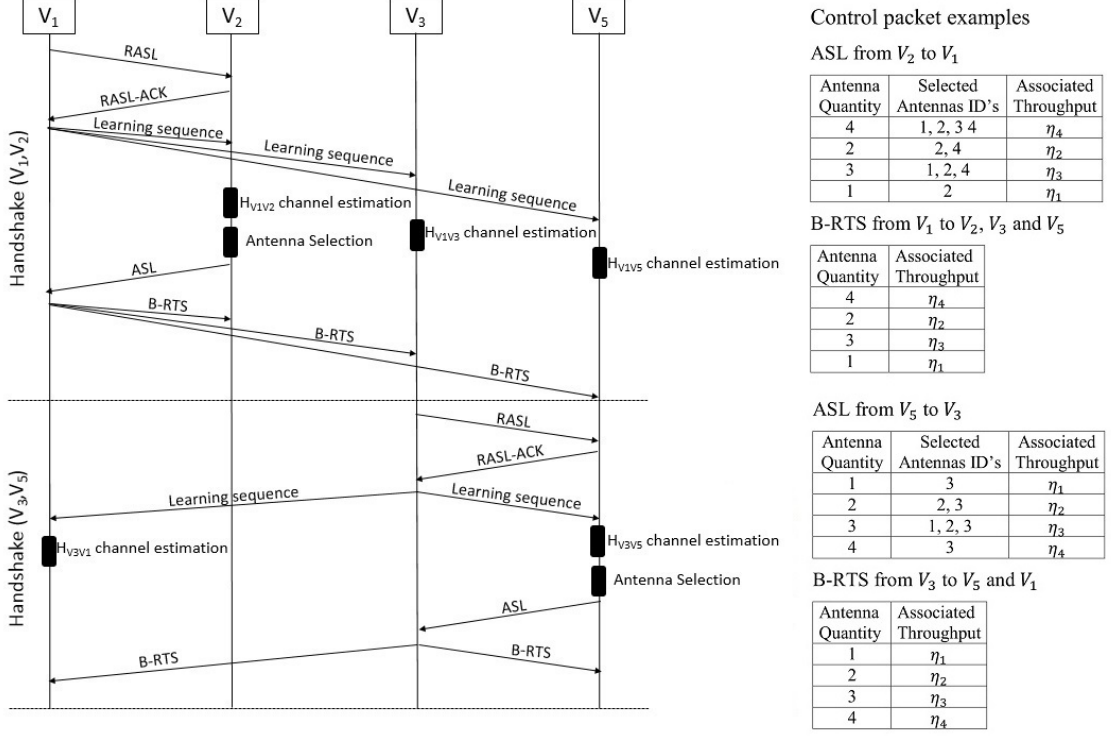 V1 V2 V3 V5
RASL
RASL-ACK
Learning sequence
Learning sequence
Learning sequence
Handshake (V1,V2)
HV1V2 channel estimation
HV1V3 channel estimation
Antenna Selection
HV1V5 channel estimation
ASL
B-RTS
B-RTS
B-RTS
RASL
RASL-ACK
Learning sequence
Learning sequence
Handshake (V3,V5)
HV3V1 channel estimation
HV3V5 channel estimation
Antenna Selection
ASL
B-RTS
B-RTS
Control packet examples
ASL from V2 to V1
Antenna Selected Associated
Quantity Antennas ID's Throughput
4 1, 2, 3 4 η4
2 2, 4 η2
3 1, 2, 4 η3
1 2 η1
B-RTS from V1 to V2, V3 and V5
Antenna Associated
Quantity Throughput
4 η4
2 η2
3 η3
1 η1
ASL from V5 to V3
Antenna Selected Associated
Quantity Antennas ID's Throughput
1 3 η1
2 2, 3 η2
3 1, 2, 3 η3
4 3 η4
B-RTS from V3 to V5 and V1
Antenna Associated
Quantity Throughput
1 η1
2 η2
3 η3
4 η4